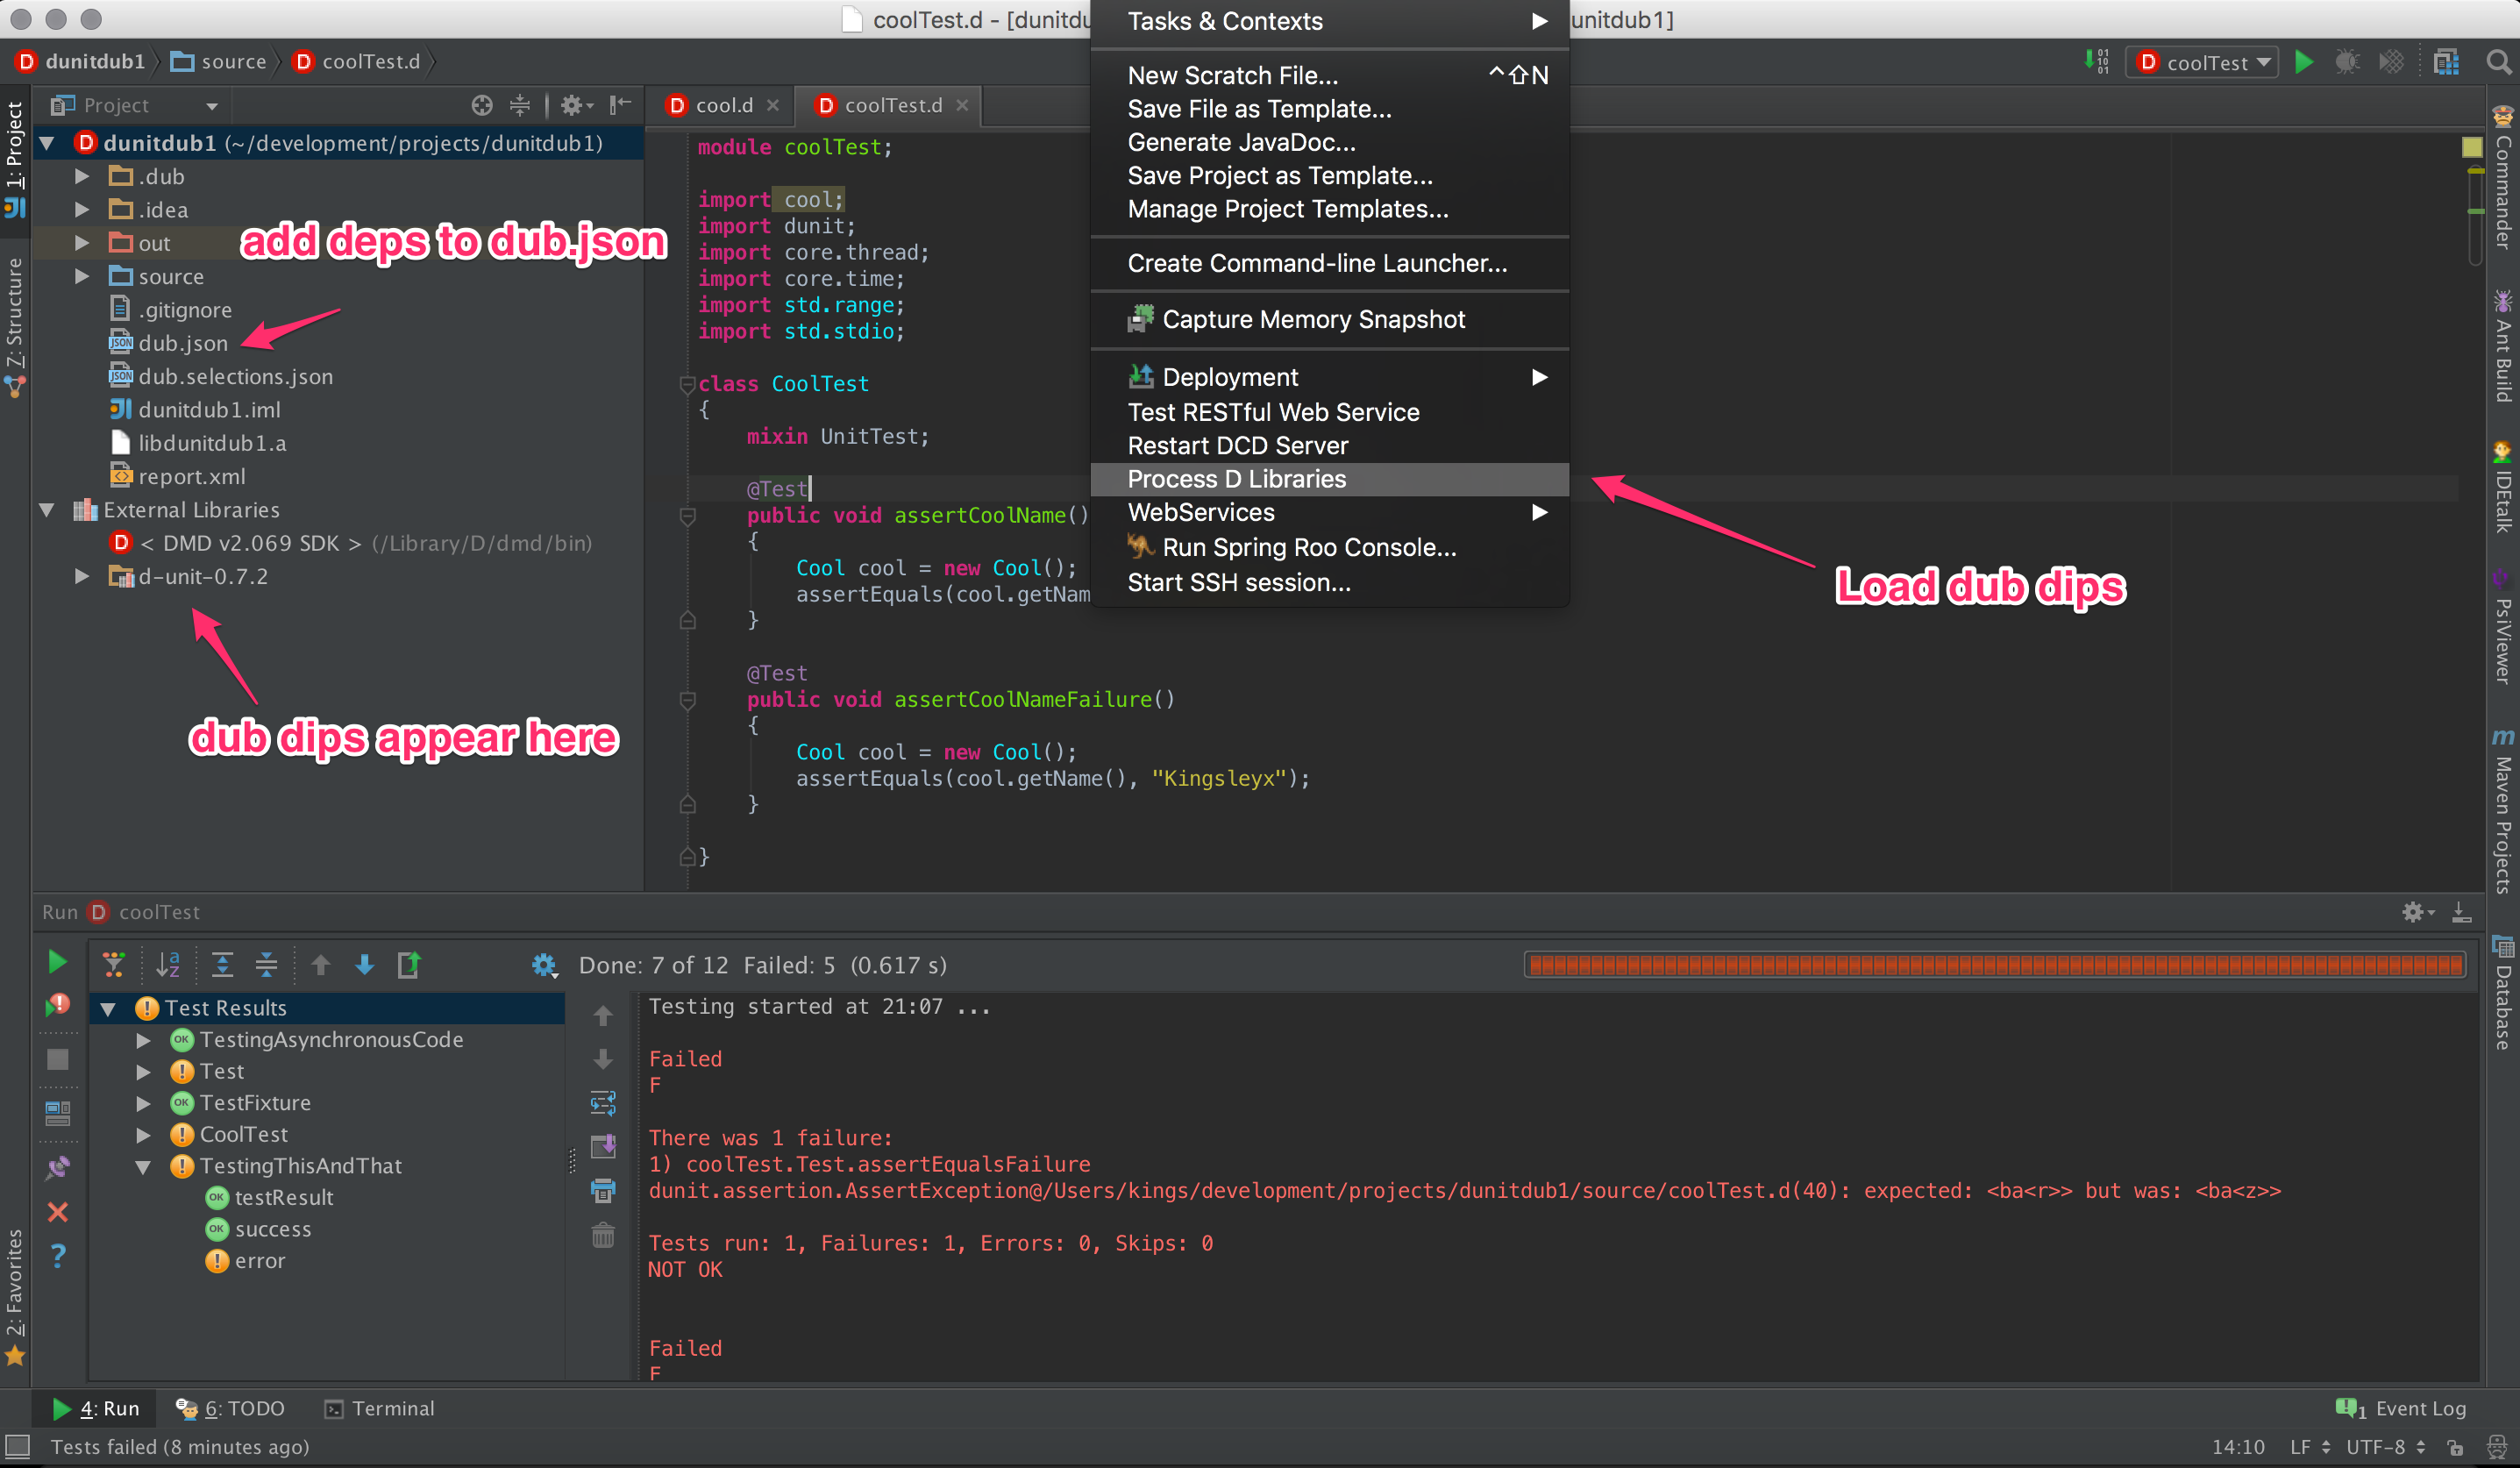 coolTest.d - [dunitdu
unitdub1]
dunitdub1
source
coolTest.d
coolTest
1: Project
Z: Structure
2: Favorites
Project
dunitdub1 (~/development/projects/dunitdub1)
.dub
.idea
out
source
.gitignore
dub.json
dub.selections.json
dunitdub1.iml
libdunitdub1.a
report.xml
External Libraries
< DMD v2.069 SDK > (/Library/D/dmd/bin)
d-unit-0.7.2
add deps to dub.json
dub dips appear here
Load dub dips
cool.d
coolTest.d
module coolTest;
import cool;
import dunit;
import core.thread;
import core.time;
import std.range;
import std.stdio;
class CoolTest
{
mixin UnitTest;
@Test
public void assertCoolName()
{
Cool cool = new Cool();
assertEquals(cool.getNam
}
@Test
public void assertCoolNameFailure()
{
Cool cool = new Cool();
assertEquals(cool.getName(), "Kingsleyx");
}
}
Tasks & Contexts
New Scratch File... ^⇧N
Save File as Template...
Generate JavaDoc...
Save Project as Template...
Manage Project Templates...
Create Command-line Launcher...
Capture Memory Snapshot
Deployment
Test RESTful Web Service
Restart DCD Server
Process D Libraries
WebServices
Run Spring Roo Console...
Start SSH session...
Commander
Ant Build
IDEtalk
PsiViewer
Maven Projects
Database
Run coolTest
Done: 7 of 12 Failed: 5 (0.617 s)
Test Results
TestingAsynchronousCode
Test
TestFixture
CoolTest
TestingThisAndThat
testResult
success
error
Testing started at 21:07 ...
Failed
F
There was 1 failure:
1) coolTest.Test.assertEqualsFailure
dunit.assertion.AssertException@/Users/kings/development/projects/dunitdub1/source/coolTest.d(40): expected: <ba<r>> but was: <ba<z>>
Tests run: 1, Failures: 1, Errors: 0, Skips: 0
NOT OK
Failed
F
4: Run
6: TODO
Terminal
1 Event Log
Tests failed (8 minutes ago)
14:10 LF UTF-8